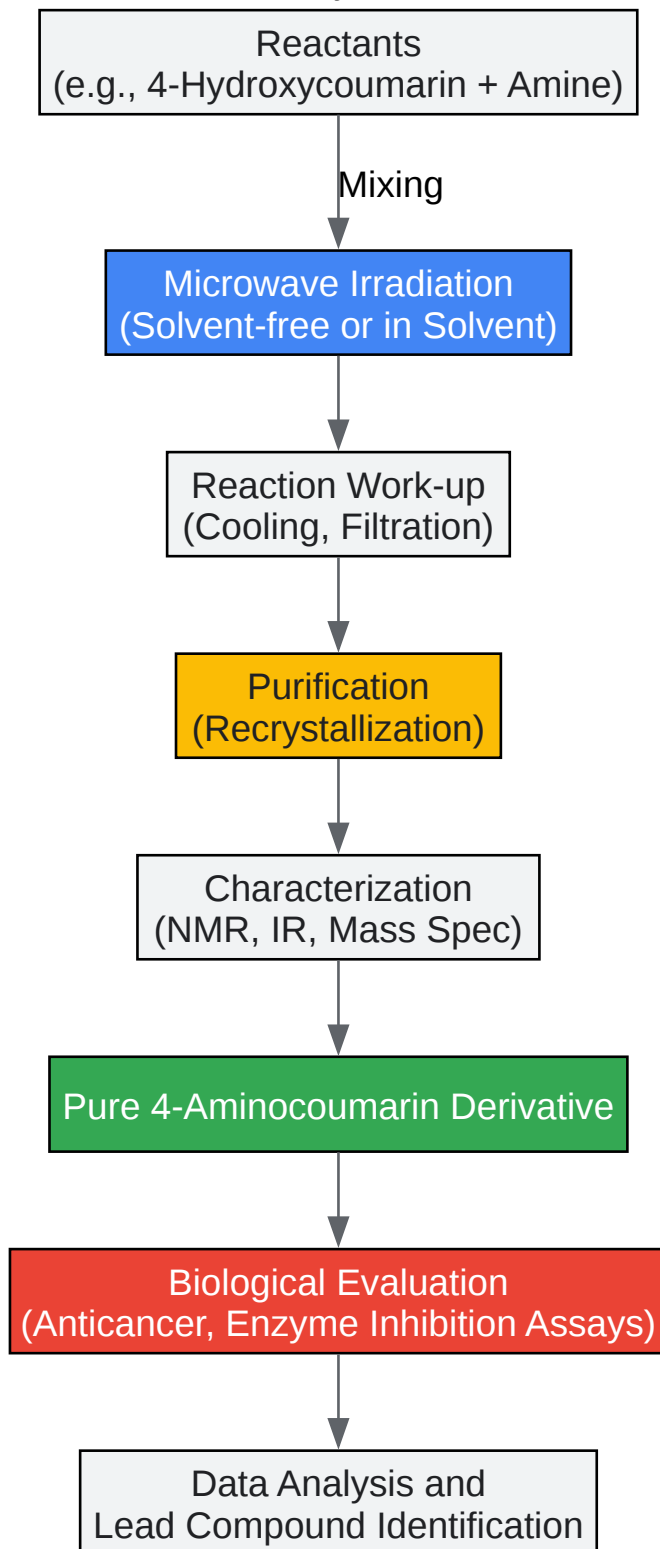 Reactants
(e.g., 4-Hydroxycoumarin + Amine)
Mixing
Microwave Irradiation
(Solvent-free or in Solvent)
Reaction Work-up
(Cooling, Filtration)
Purification
(Recrystallization)
Characterization
(NMR, IR, Mass Spec)
Pure 4-Aminocoumarin Derivative
Biological Evaluation
(Anticancer, Enzyme Inhibition Assays)
Data Analysis and
Lead Compound Identification